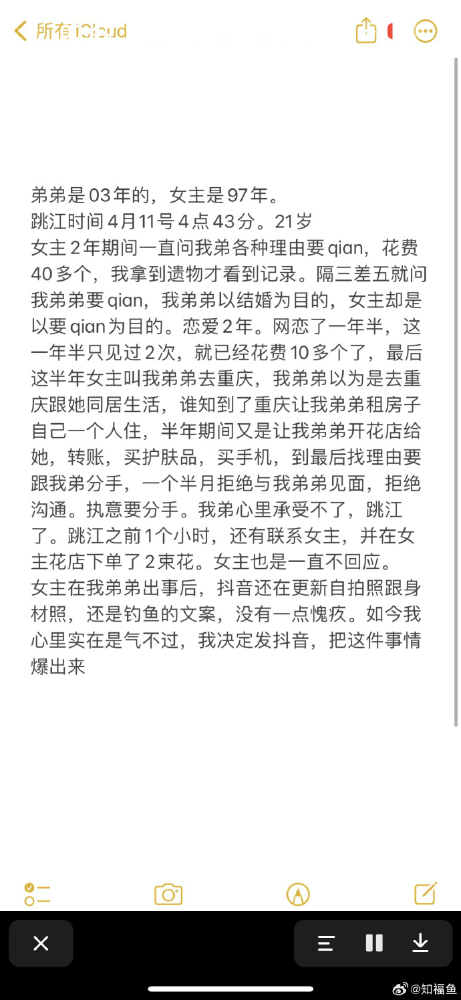 所有iCloud
弟弟是03年的，女主是97年。
跳江时间4月11号4点43分。21岁
女主2年期间一直问我弟各种理由要qian，花费
40多个，我拿到遗物才看到记录。隔三差五就问
我弟弟要qian，我弟弟以结婚为目的，女主却是
以要qian为目的。恋爱2年。网恋了一年半，这
一年半只见过2次，就已经花费10多个了，最后
这半年女主叫我弟弟去重庆，我弟弟以为是去重
庆跟她同居生活，谁知到了重庆让我弟弟租房子
自己一个人住，半年期间又是让我弟弟开花店给
她，转账，买护肤品，买手机，到最后找理由要
跟我弟分手，一个半月拒绝与我弟弟见面，拒绝
沟通。执意要分手。我弟心里承受不了，跳江
了。跳江之前1个小时，还有联系女主，并在女
主花店下单了2束花。女主也是一直不回应。
女主在我弟弟出事后，抖音还在更新自拍照跟身
材照，还是钓鱼的文案，没有一点愧疚。如今我
心里实在是气不过，我决定发抖音，把这件事情
爆出来
@知福鱼